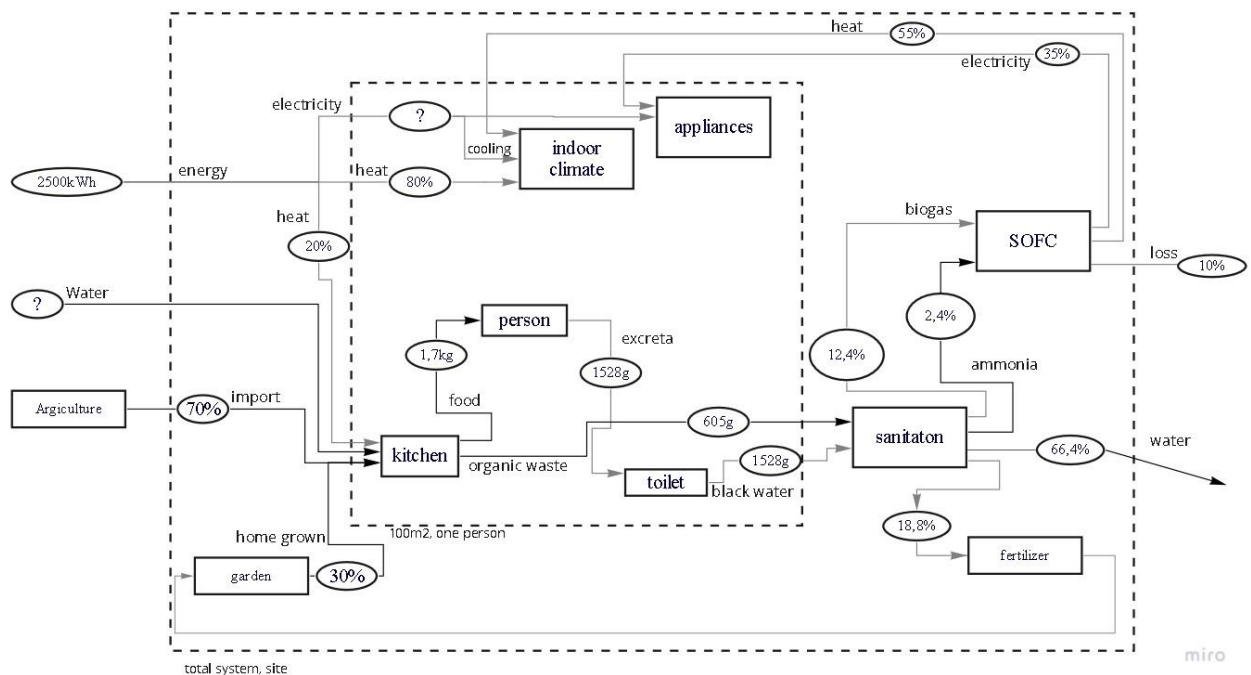 heat
55%
35%
electricity
electricity
?
appliances
cooling
indoor
climate
2500kWh
energy
heat
80%
heat
20%
biogas
SOFC
loss
10%
?
Water
person
excreta
2,4%
12,4%
1,7kg
1528g
ammonia
food
Argiculture
70%
import
605g
sanitaton
kitchen
organic waste
66,4%
water
toilet
1528g
black water
18,8%
100m2, one person
home grown
garden
30%
fertilizer
total system, site
miro